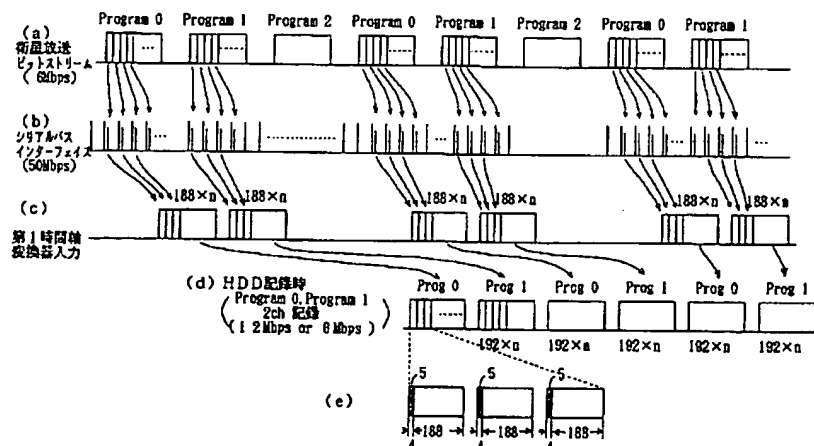 Program 0 Program 1 Program 2 Program 0 Program 1 Program 2 Program 0 Program 1
(a)
衛星放送
ビットストリーム
(6Mbps)
(b)
シリアルバス
インターフェイス
(50Mbps)
188×n 188×n 188×n 188×n 188×n 188×n
(c)
第1時間軸
変換器入力
(d) HDD記録時
Program 0, Program 1
2ch 記録
(12Mbps or 6Mbps)
Prog 0 Prog 1 Prog 0 Prog 1 Prog 0 Prog 1
192×n 192×n 192×n 192×n 192×n
(e)
5 5 5
188 188 188
4 4 4